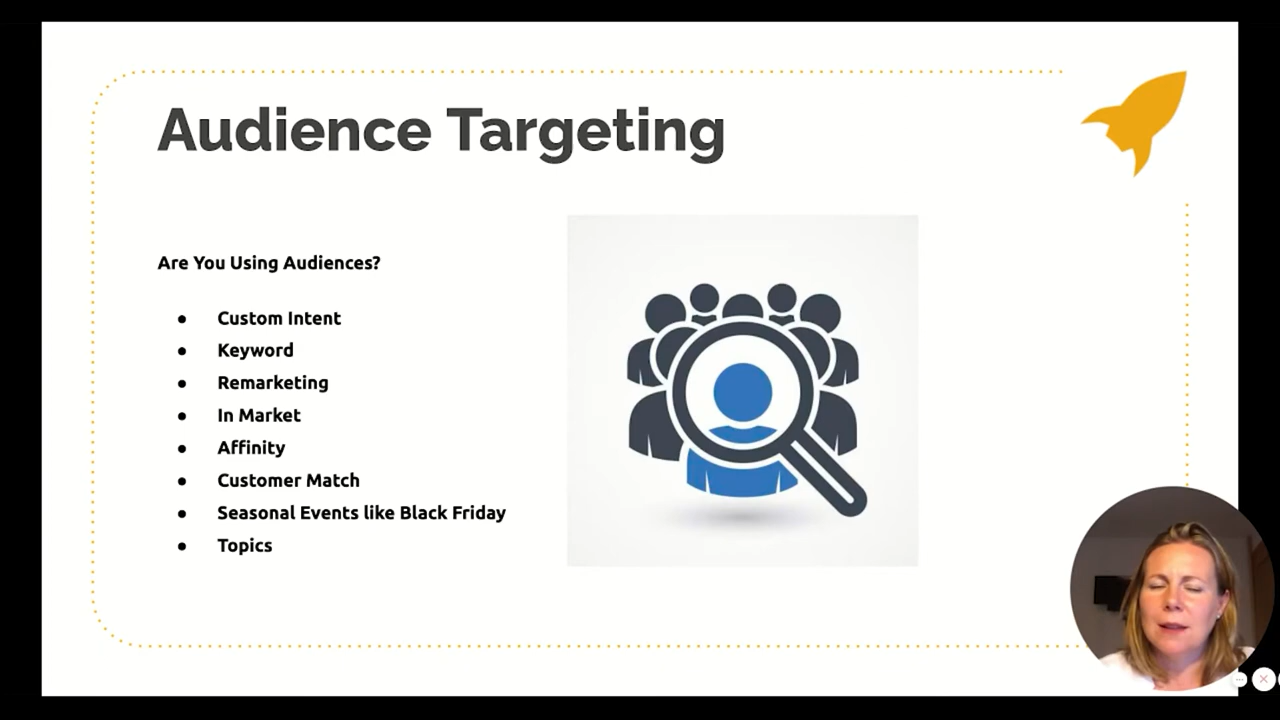 Audience Targeting
Are You Using Audiences?
● Custom Intent
● Keyword
● Remarketing
● In Market
● Affinity
● Customer Match
● Seasonal Events like Black Friday
● Topics